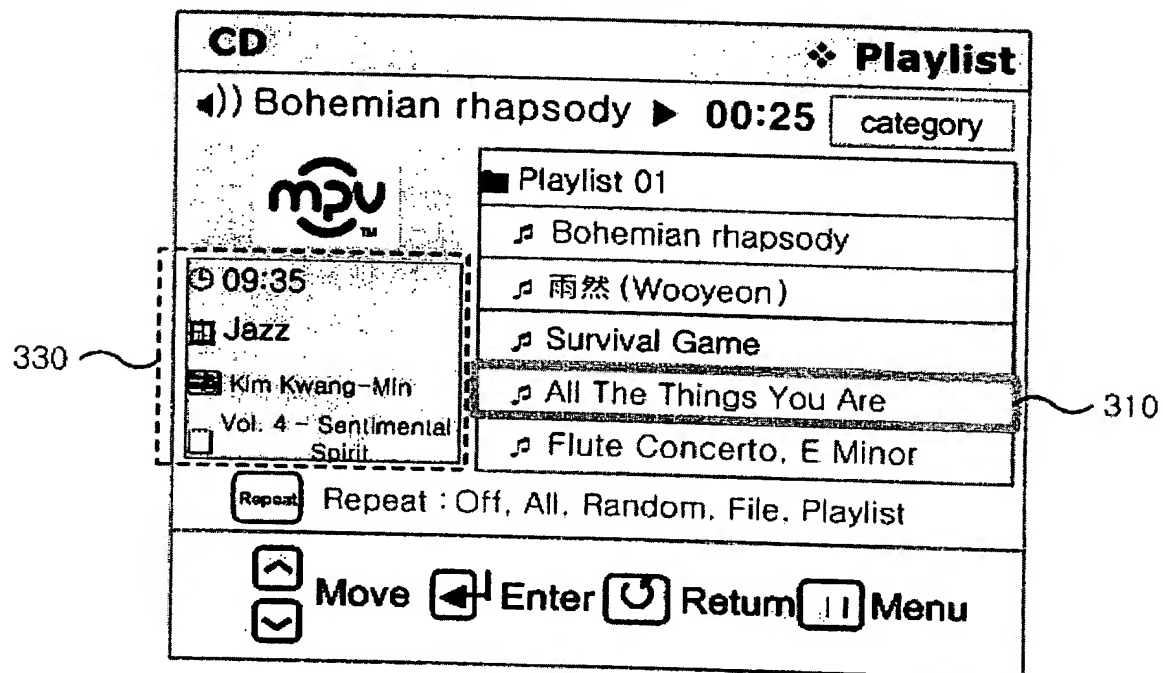 CD
❖ Playlist
Bohemian rhapsody ▶ 00:25
category
mpv
TM
Playlist 01
Bohemian rhapsody
雨然 (Wooyeon)
Survival Game
All The Things You Are
Flute Concerto, E Minor
09:35
Jazz
Kim Kwang-Min
Vol. 4 - Sentimental
Spirit
330
310
Repeat
Repeat : Off, All, Random, File, Playlist
Move
Enter
Return
Menu